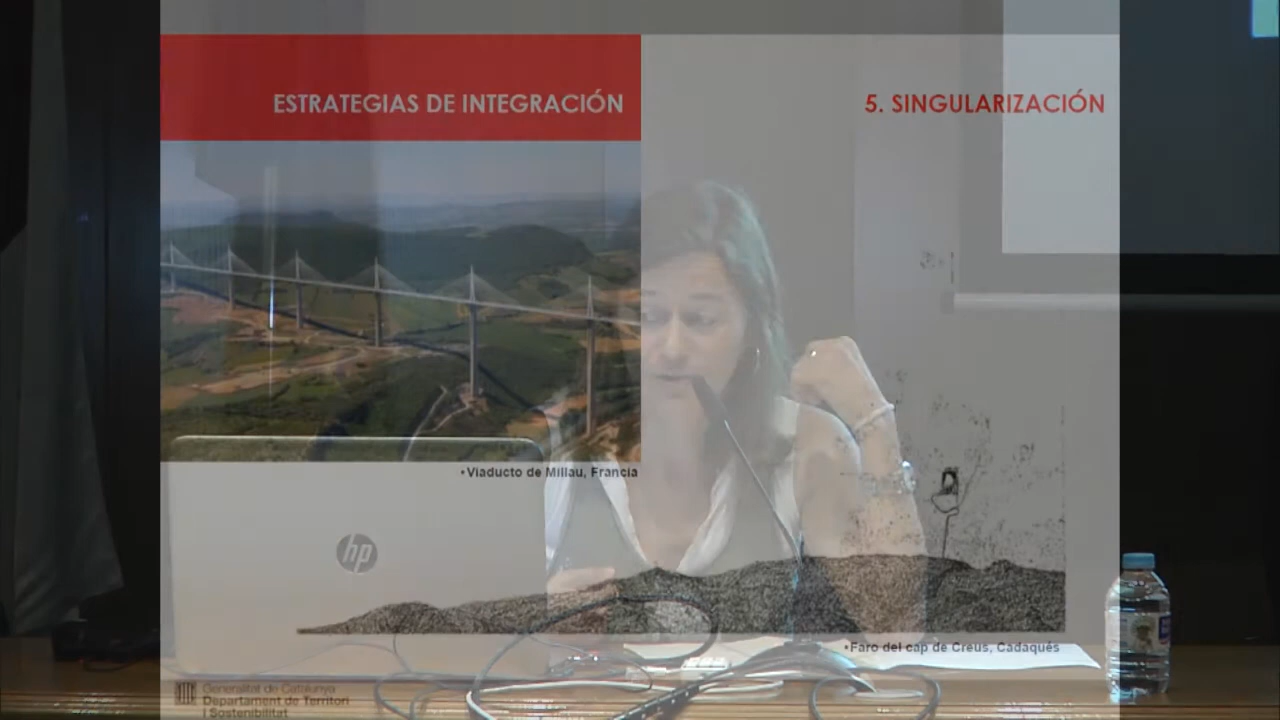 ESTRATEGIAS DE INTEGRACIÓN
5. SINGULARIZACIÓN
•Viaducto de Millau, Francia
hp
•Faro del cap de Creus, Cadaqués
Generalitat de Catalunya
Departament de Territori
i Sostenibilitat